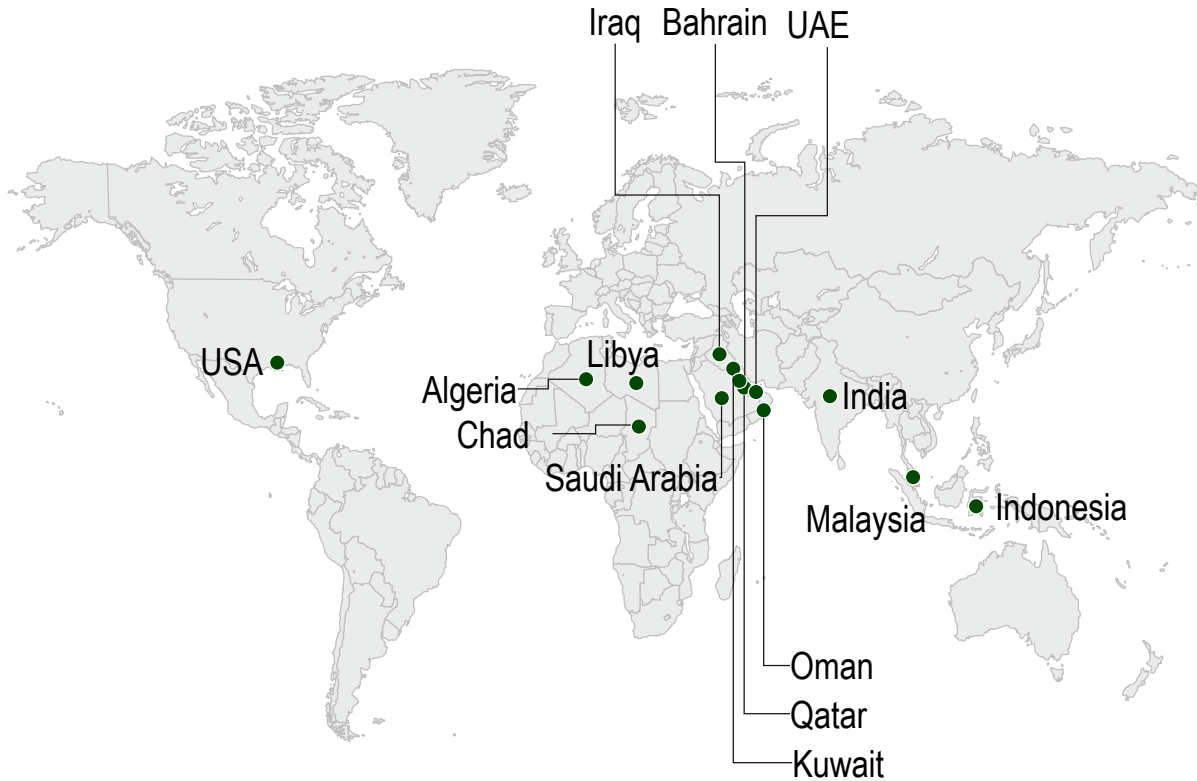 Iraq
Bahrain
UAE
USA
Libya
Algeria
Chad
India
Saudi Arabia
Malaysia
Indonesia
Oman
Qatar
Kuwait